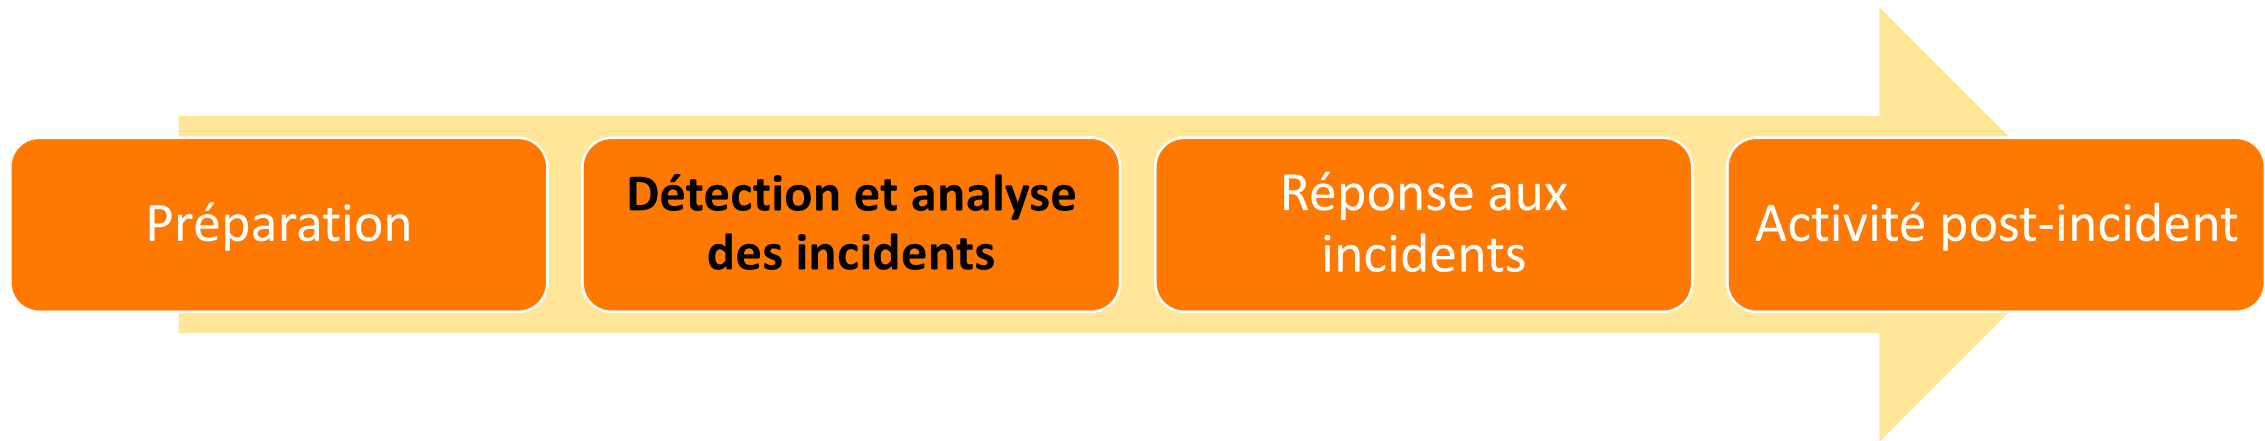 Préparation
Détection et analyse
des incidents
Réponse aux
incidents
Activité post-incident